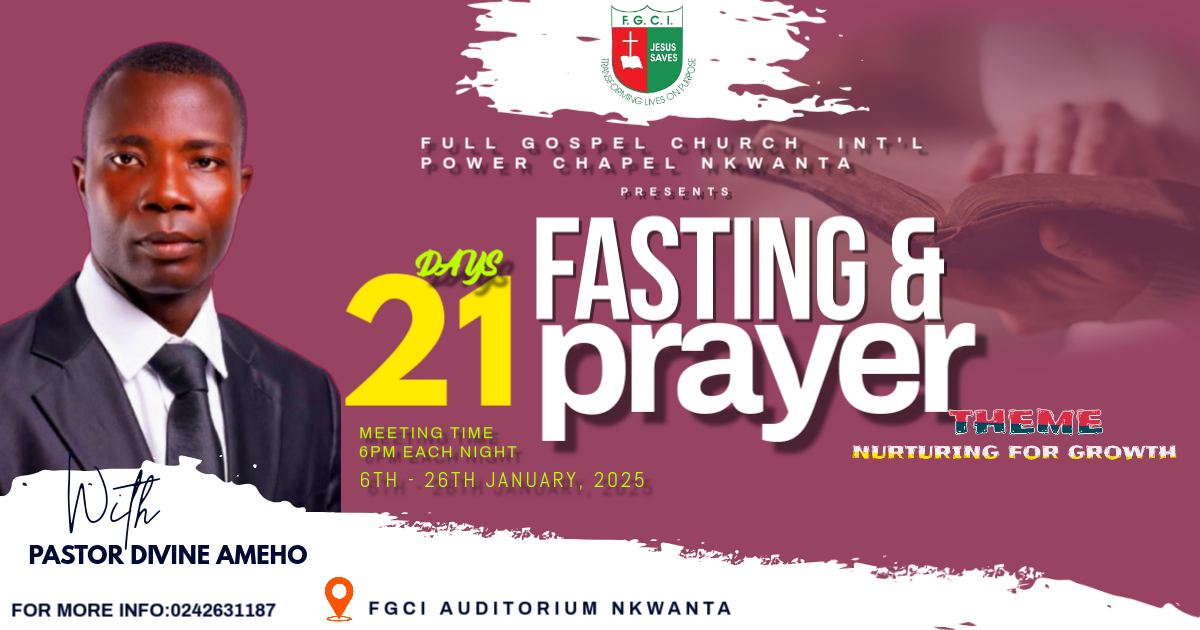 F. G. C. I.
JESUS
SAVES
TRANSFORMING LIVES ON PURPOSE
FULL GOSPEL CHURCH INT'L
POWER CHAPEL NKWANTA
PRESENTS
DAYS
21
FASTING &
prayer
MEETING TIME
6PM EACH NIGHT
6TH - 26TH JANUARY, 2025
THEME
NURTURING FOR GROWTH
With
PASTOR DIVINE AMEHO
FOR MORE INFO:0242631187
FGCI AUDITORIUM NKWANTA